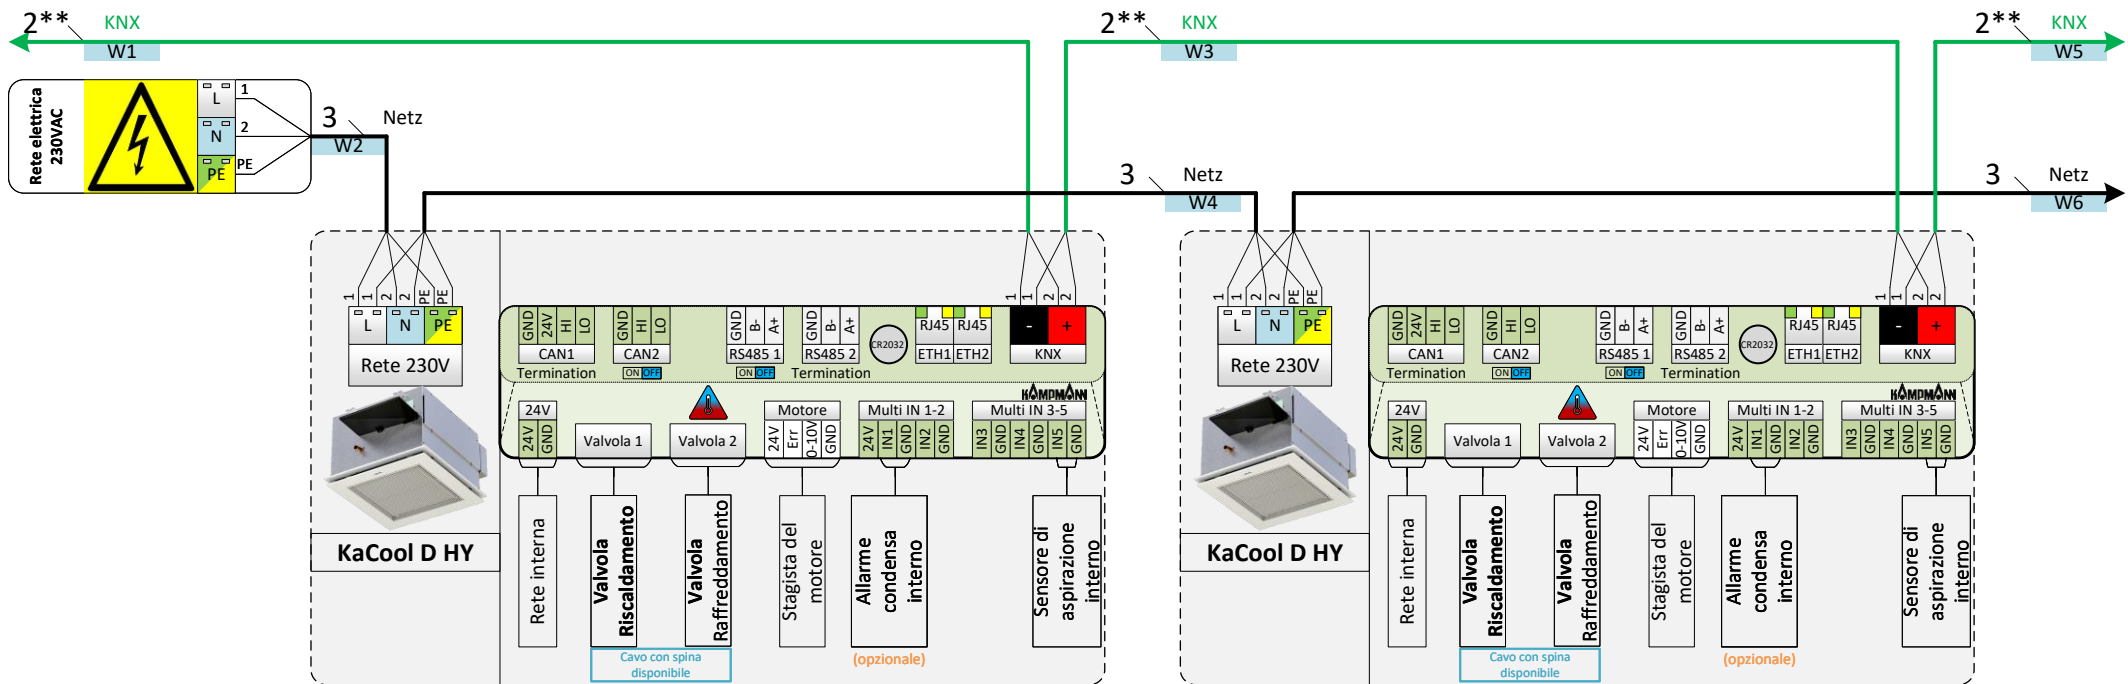 2** KNX
W1
2** KNX
W3
2** KNX
W5
Rete elettrica
230VAC
L
N
PE
1
2
PE
3 Netz
W2
3 Netz
W4
3 Netz
W6
1 1 2 2 PE PE
L N PE
Rete 230V
KaCool D HY
GND 24V HI LO
CAN1
GND HI LO
CAN2
GND B- A+
RS485 1
GND B- A+
RS485 2
CR2032
RJ45 RJ45
ETH1 ETH2
1 1 2 2
- +
KNX
Termination
ON OFF
ON OFF
Termination
KAMPMANN
24V
24V GND
Valvola 1
Valvola 2
Motore
24V Err 0-10V GND
Multi IN 1-2
24V IN1 GND IN2 GND
Multi IN 3-5
IN3 GND IN4 GND IN5 GND
Rete interna
Valvola
Riscaldamento
Valvola
Raffreddamento
Stagista del
motore
Allarme
condensa
interno
Sensore di
aspirazione
interno
Cavo con spina
disponibile
(opzionale)
1 1 2 2 PE PE
L N PE
Rete 230V
KaCool D HY
GND 24V HI LO
CAN1
GND HI LO
CAN2
GND B- A+
RS485 1
GND B- A+
RS485 2
CR2032
RJ45 RJ45
ETH1 ETH2
1 1 2 2
- +
KNX
Termination
ON OFF
ON OFF
Termination
KAMPMANN
24V
24V GND
Valvola 1
Valvola 2
Motore
24V Err 0-10V GND
Multi IN 1-2
24V IN1 GND IN2 GND
Multi IN 3-5
IN3 GND IN4 GND IN5 GND
Rete interna
Valvola
Riscaldamento
Valvola
Raffreddamento
Stagista del
motore
Allarme
condensa
interno
Sensore di
aspirazione
interno
Cavo con spina
disponibile
(opzionale)